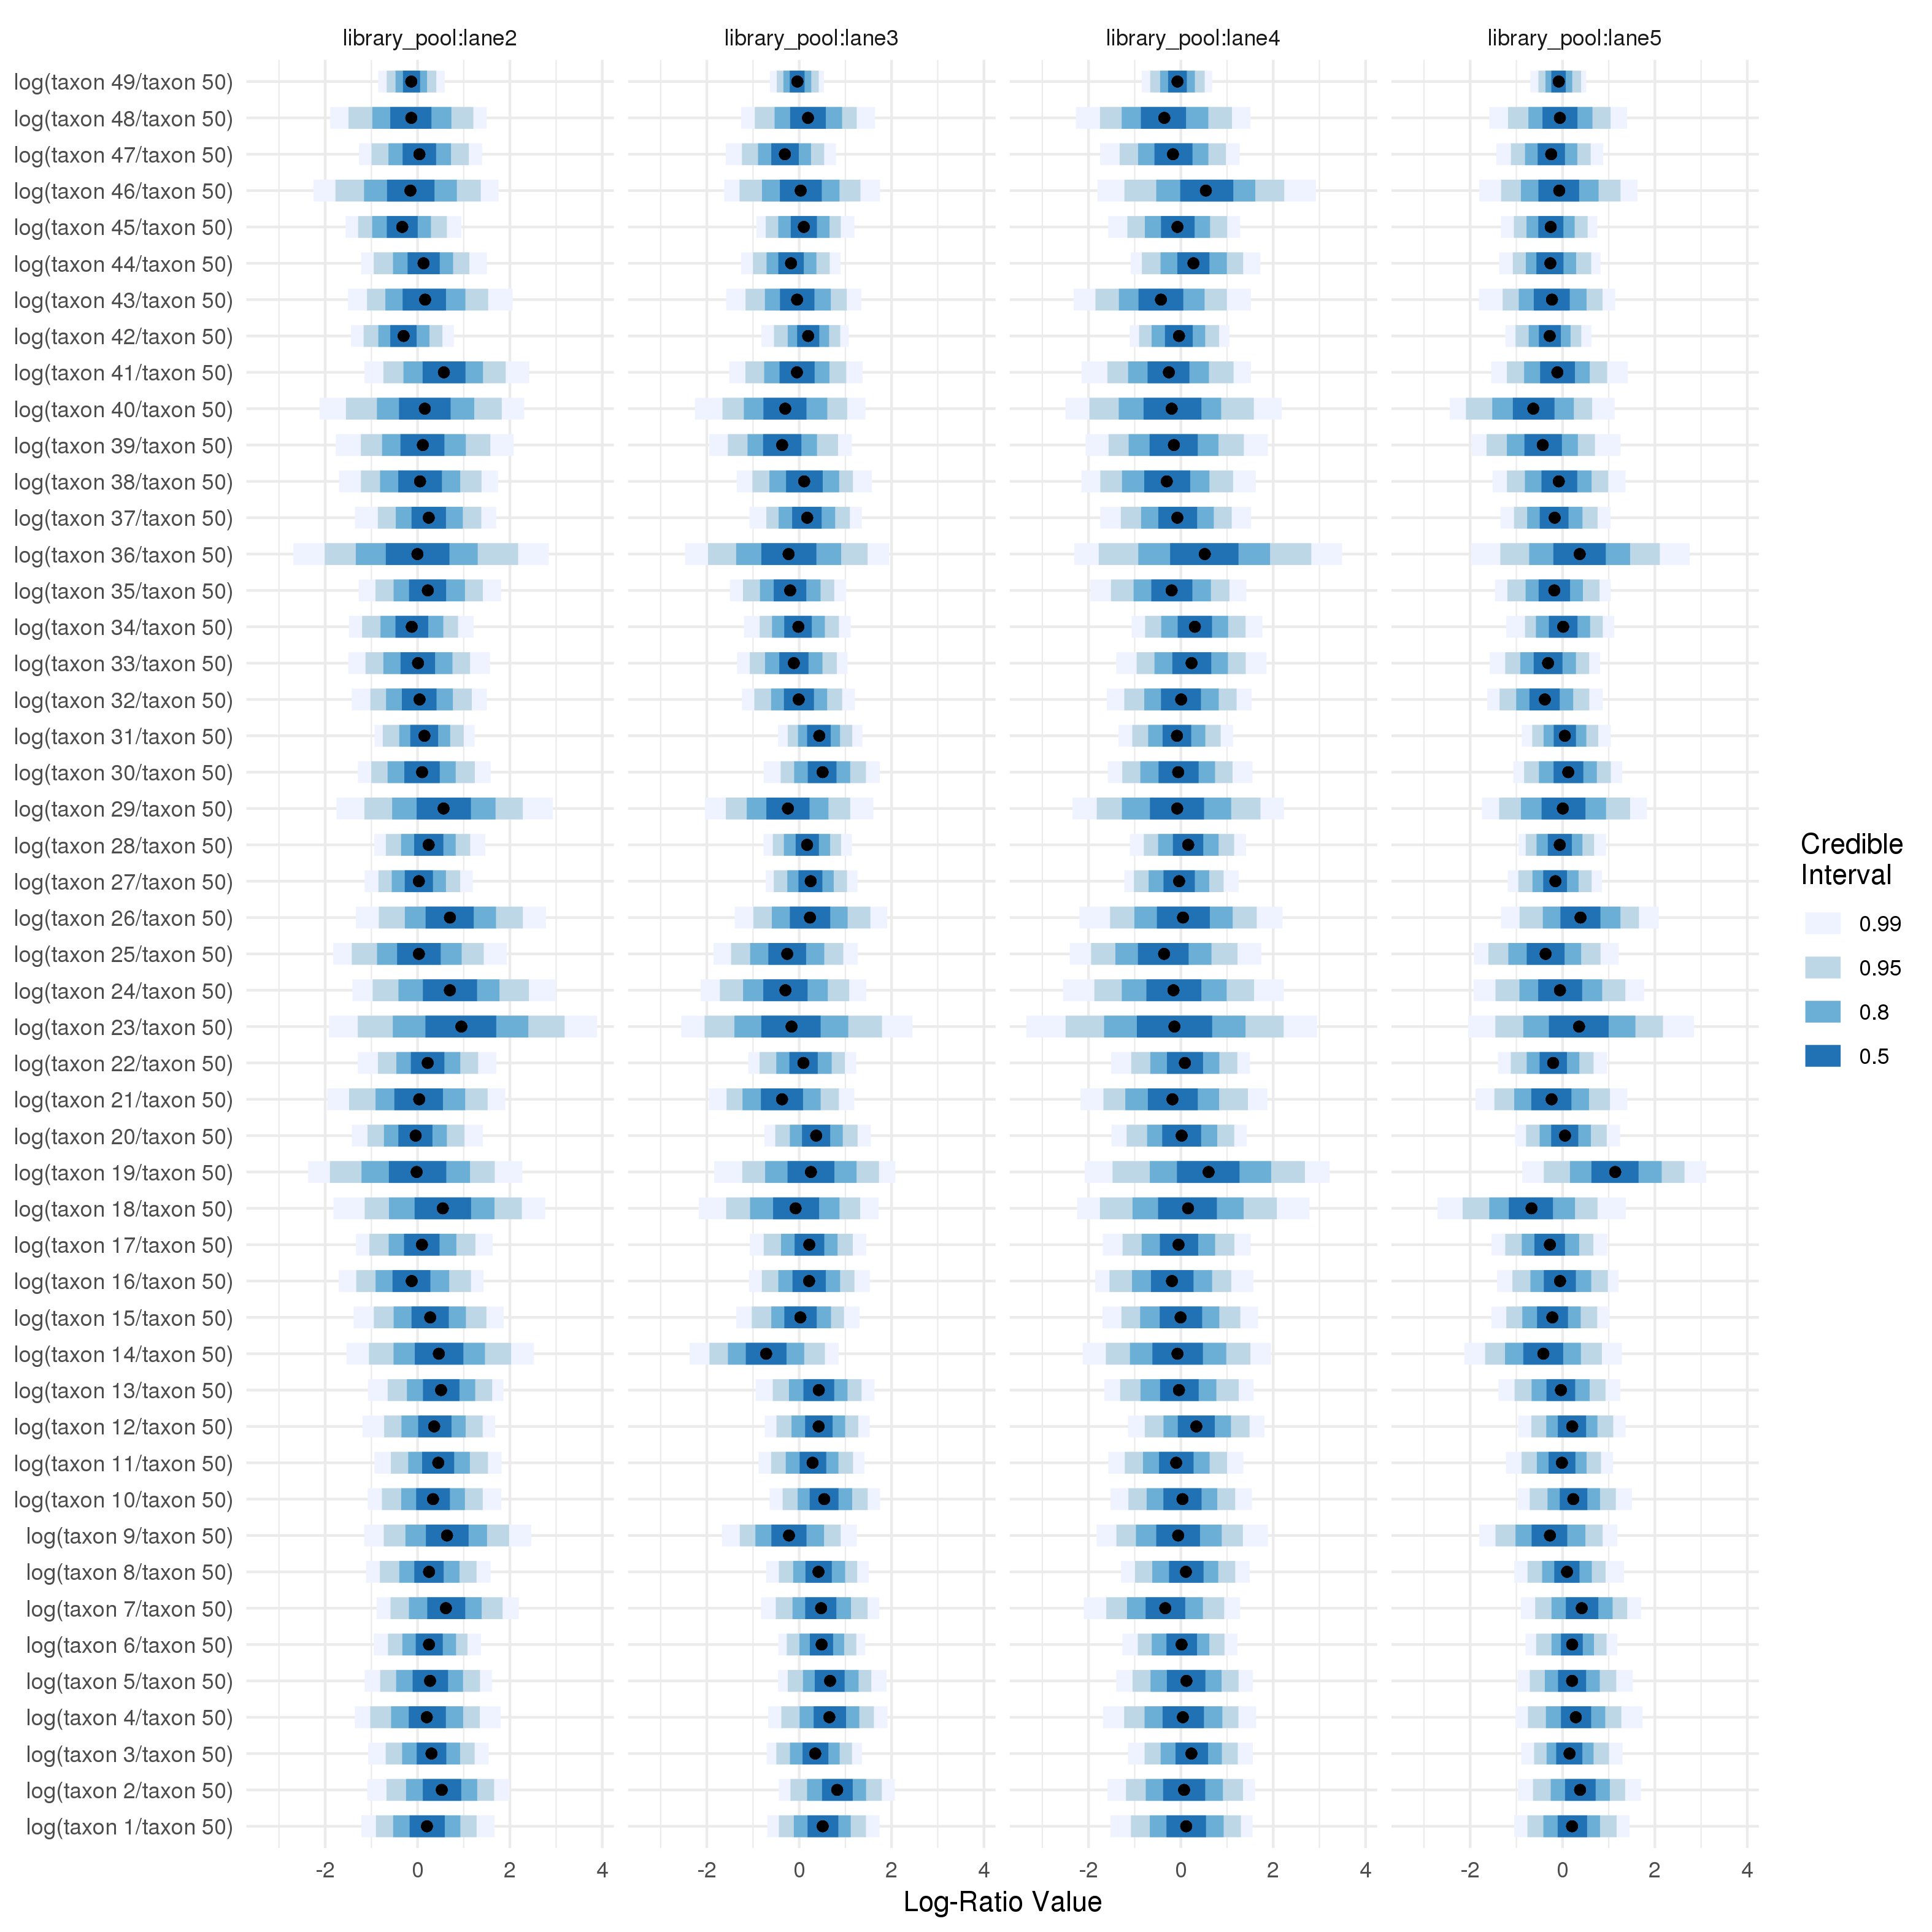 library_pool:lane2 library_pool:lane3 library_pool:lane4 library_pool:lane5
log(taxon 49/taxon 50)
log(taxon 48/taxon 50)
log(taxon 47/taxon 50)
log(taxon 46/taxon 50)
log(taxon 45/taxon 50)
log(taxon 44/taxon 50)
log(taxon 43/taxon 50)
log(taxon 42/taxon 50)
log(taxon 41/taxon 50)
log(taxon 40/taxon 50)
log(taxon 39/taxon 50)
log(taxon 38/taxon 50)
log(taxon 37/taxon 50)
log(taxon 36/taxon 50)
log(taxon 35/taxon 50)
log(taxon 34/taxon 50)
log(taxon 33/taxon 50)
log(taxon 32/taxon 50)
log(taxon 31/taxon 50)
log(taxon 30/taxon 50)
log(taxon 29/taxon 50)
log(taxon 28/taxon 50)
log(taxon 27/taxon 50)
log(taxon 26/taxon 50)
log(taxon 25/taxon 50)
log(taxon 24/taxon 50)
log(taxon 23/taxon 50)
log(taxon 22/taxon 50)
log(taxon 21/taxon 50)
log(taxon 20/taxon 50)
log(taxon 19/taxon 50)
log(taxon 18/taxon 50)
log(taxon 17/taxon 50)
log(taxon 16/taxon 50)
log(taxon 15/taxon 50)
log(taxon 14/taxon 50)
log(taxon 13/taxon 50)
log(taxon 12/taxon 50)
log(taxon 11/taxon 50)
log(taxon 10/taxon 50)
log(taxon 9/taxon 50)
log(taxon 8/taxon 50)
log(taxon 7/taxon 50)
log(taxon 6/taxon 50)
log(taxon 5/taxon 50)
log(taxon 4/taxon 50)
log(taxon 3/taxon 50)
log(taxon 2/taxon 50)
log(taxon 1/taxon 50)
-2 0 2 4 -2 0 2 4 -2 0 2 4 -2 0 2 4
Log-Ratio Value
Credible
Interval
0.99
0.95
0.8
0.5